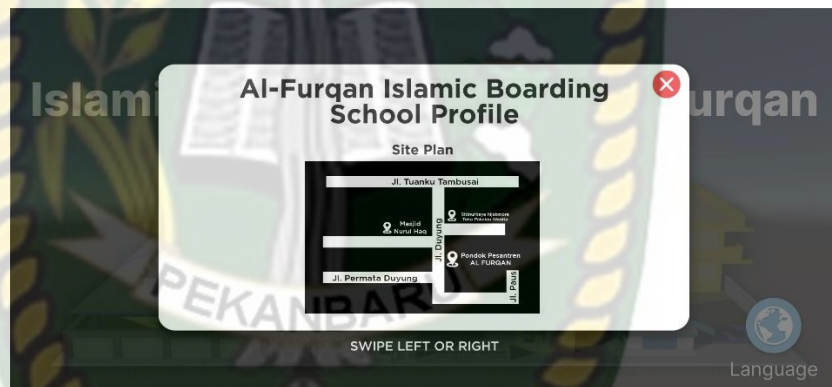 Islami
urqan
Al-Furqan Islamic Boarding
School Profile
Site Plan
Jl. Tuanku Tambusai
Masjid
Nurul Haq
Jl. Duyung
Pondok Pesantren
AL FURQAN
Jl. Permata Duyung
Jl. Paus
PEKANBARU
SWIPE LEFT OR RIGHT
Language